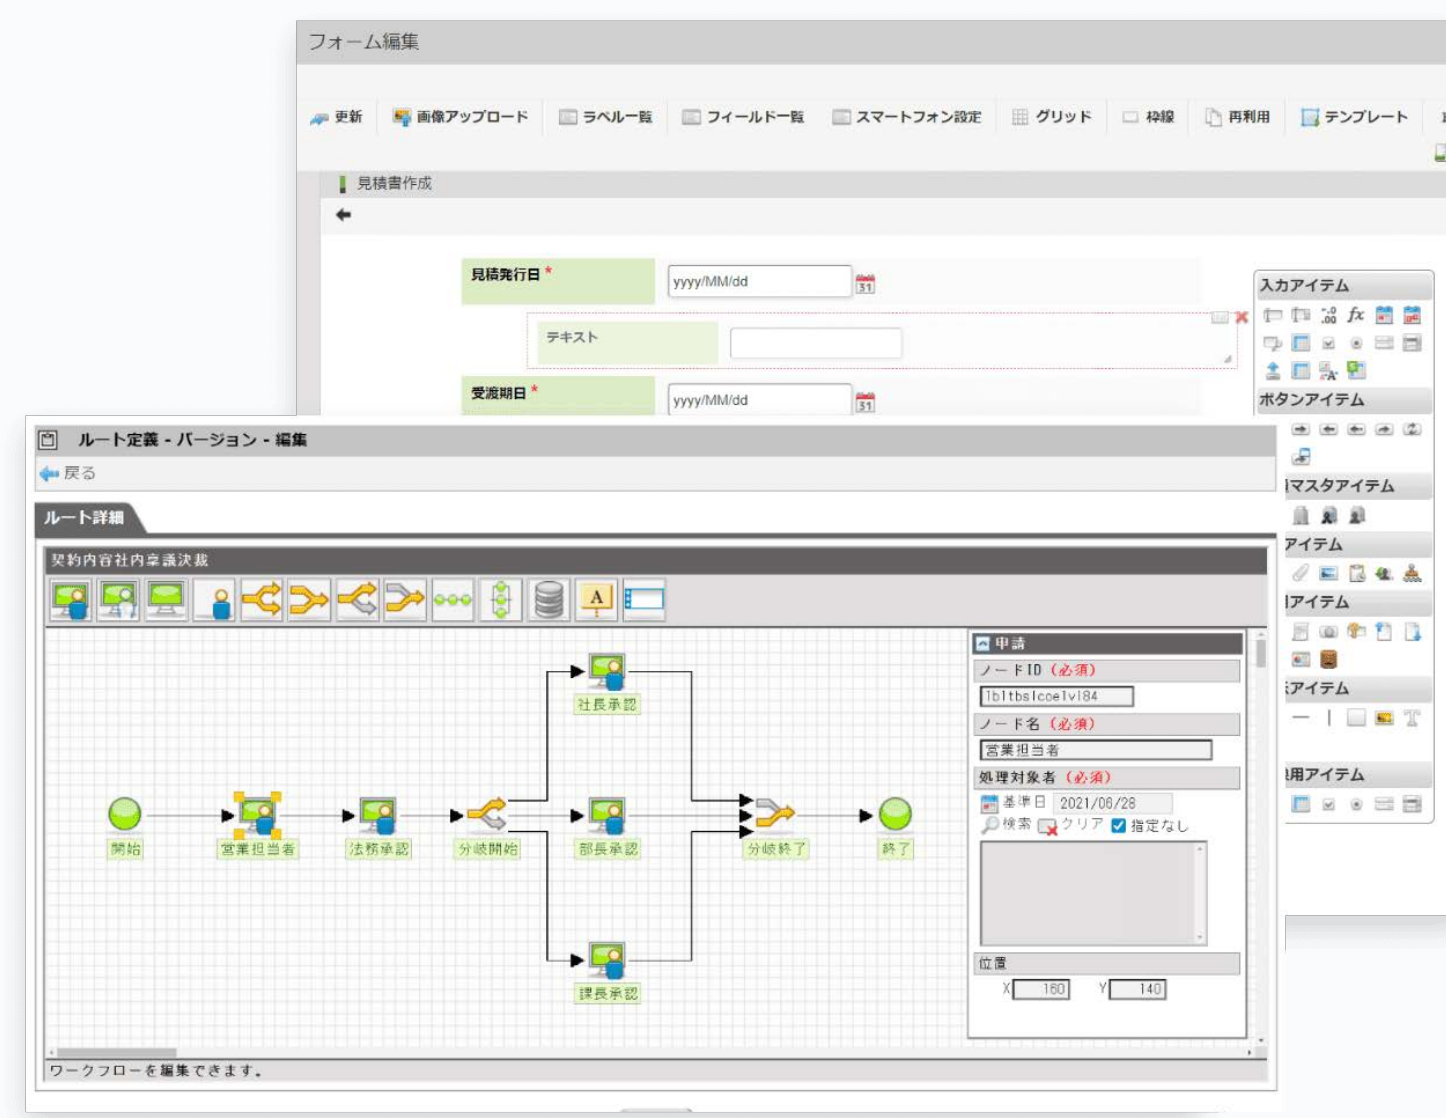 フォーム編集
更新 画像アップロード ラベル一覧 フィールド一覧 スマートフォン設定 グリッド 枠線 再利用 テンプレート
見積書作成
見積発行日 * yyyy/MM/dd 31
テキスト
受渡期日 * yyyy/MM/dd 31
入力アイテム
ボタンアイテム
マスタアイテム
アイテム
アイテム
アイテム
用アイテム
ルート定義 - バージョン - 編集
戻る
ルート詳細
契約内容社内稟議決裁
A
開始
営業担当者
法務承認
分岐開始
社長承認
部長承認
課長承認
分岐終了
終了
申請
ノードID (必須)
1b1tbslcoelvi84
ノード名 (必須)
営業担当者
処理対象者 (必須)
基準日 2021/06/28
検索 クリア 指定なし
位置
X 160 Y 140
ワークフローを編集できます.